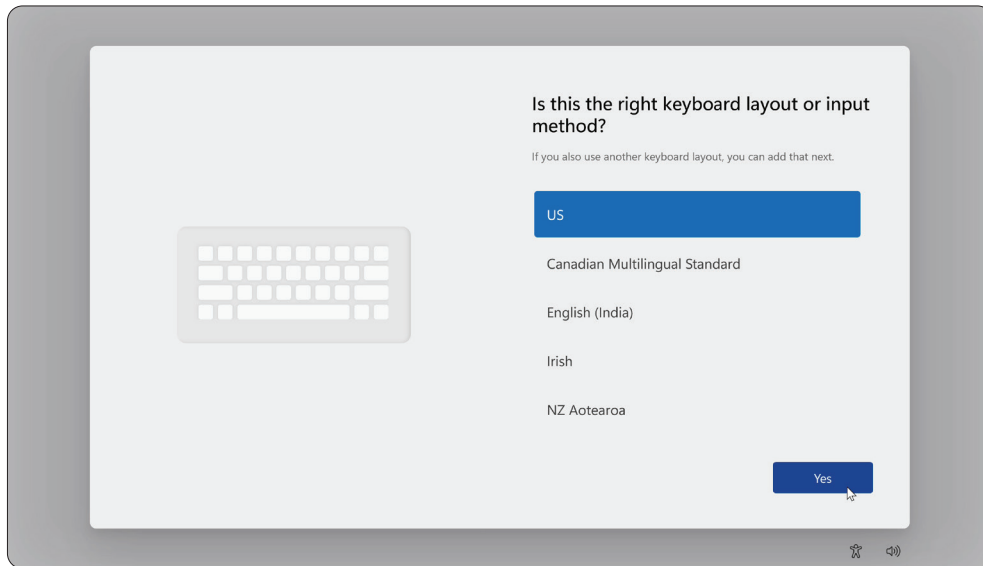 Is this the right keyboard layout or input
method?
If you also use another keyboard layout, you can add that next.
US
Canadian Multilingual Standard
English (India)
Irish
NZ Aotearoa
Yes